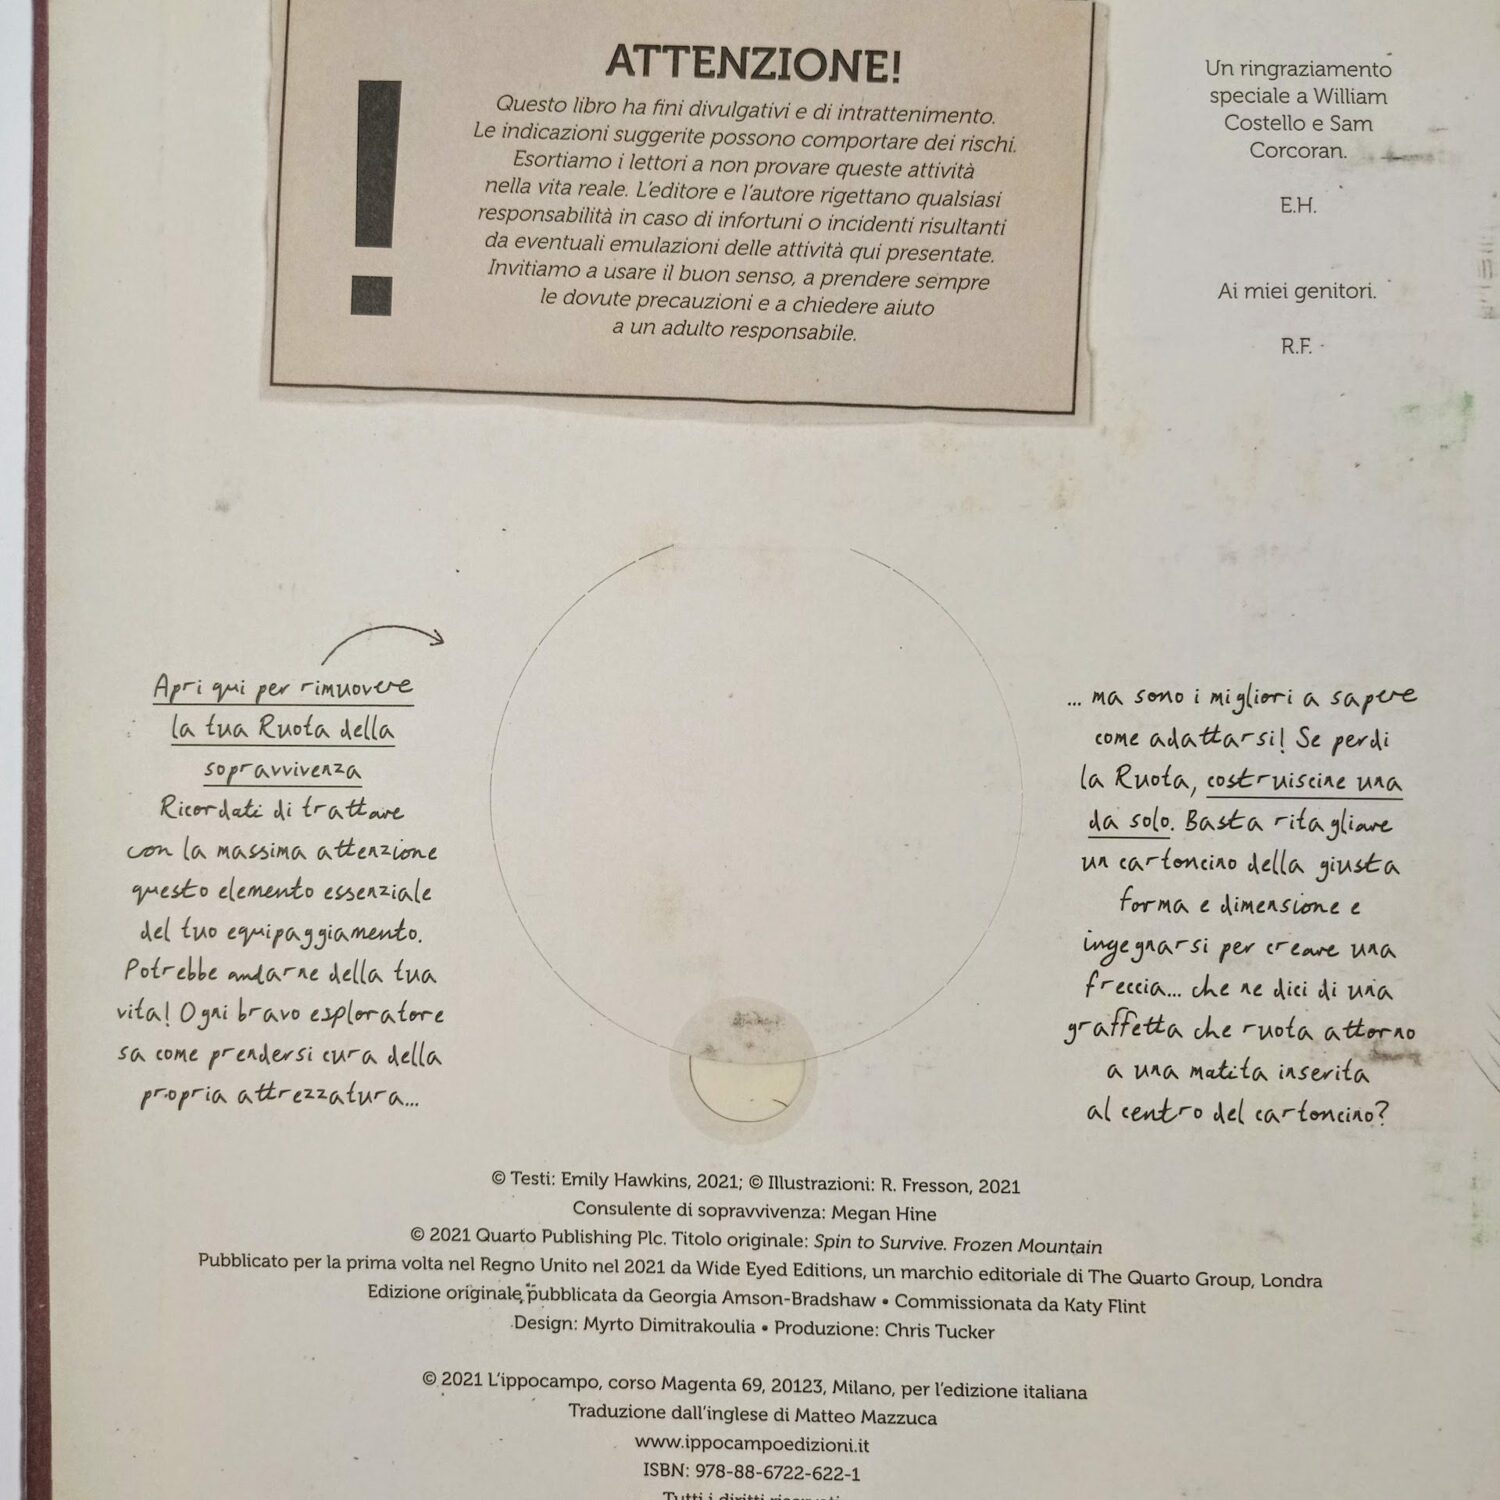 ATTENZIONE!
Questo libro ha fini divulgativi e di intrattenimento.
Le indicazioni suggerite possono comportare dei rischi.
Esortiamo i lettori a non provare queste attività
nella vita reale. L'editore e l'autore rigettano qualsiasi
responsabilità in caso di infortuni o incidenti risultanti
da eventuali emulazioni delle attività qui presentate.
Invitiamo a usare il buon senso, a prendere sempre
le dovute precauzioni e a chiedere aiuto
a un adulto responsabile.
Un ringraziamento
speciale a William
Costello e Sam
Corcoran.
E.H.
Ai miei genitori.
R.F.
Apri qui per rimuovere
la tua Ruota della
sopravvivenza
Ricordati di trattare
con la massima attenzione
questo elemento essenziale
del tuo equipaggiamento.
Potrebbe andarne della tua
vita! Ogni bravo esploratore
sa come prendersi cura della
propria attrezzatura...
... ma sono i migliori a sapere
come adattarsi! Se perdi
la Ruota, costruiscine una
da solo. Basta ritagliare
un cartoncino della giusta
forma e dimensione e
ingegnarsi per creare una
freccia... che ne dici di una
graffetta che ruota attorno
a una matita inserita
al centro del cartoncino?
© Testi: Emily Hawkins, 2021; © Illustrazioni: R. Fresson, 2021
Consulente di sopravvivenza: Megan Hine
© 2021 Quarto Publishing Plc. Titolo originale: Spin to Survive. Frozen Mountain
Pubblicato per la prima volta nel Regno Unito nel 2021 da Wide Eyed Editions, un marchio editoriale di The Quarto Group, Londra
Edizione originale pubblicata da Georgia Amson-Bradshaw • Commissionata da Katy Flint
Design: Myrto Dimitrakoulia • Produzione: Chris Tucker
© 2021 L'ippocampo, corso Magenta 69, 20123, Milano, per l'edizione italiana
Traduzione dall'inglese di Matteo Mazzuca
www.ippocampoedizioni.it
ISBN: 978-88-6722-622-1
Tutti i diritti